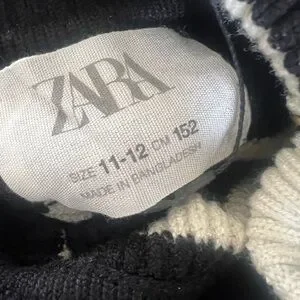 ZARA
SIZE 11-12 CM 152
MADE IN BANGLADESH